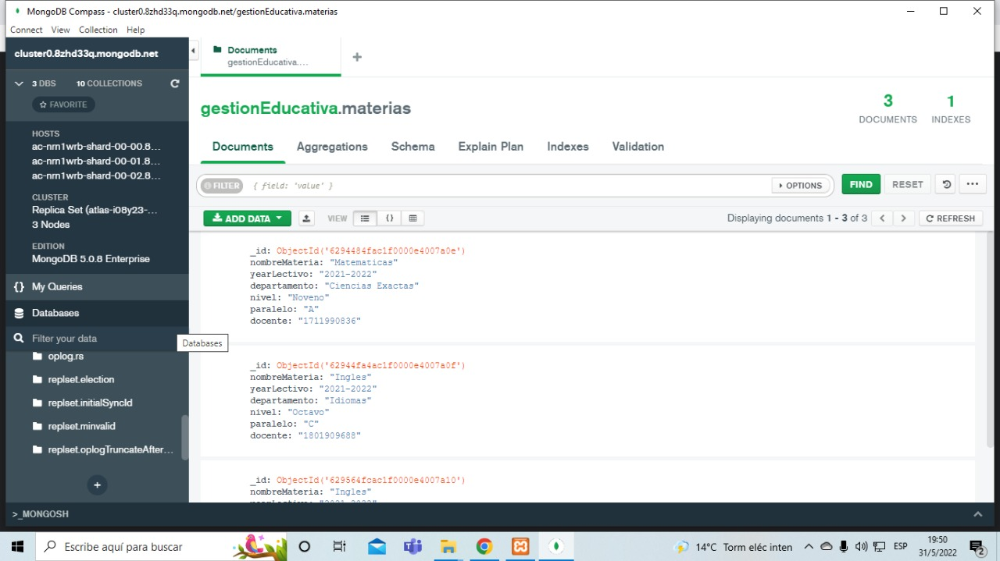 MongoDB Compass - cluster0.8zhd33q.mongodb.net/gestionEducativa.materias
Connect View Collection Help
cluster0.8zhd33q.mongodb.net
3 DBS 10 COLLECTIONS
FAVORITE
HOSTS
ac-nrn1wrb-shard-00-00.8...
ac-nrn1wrb-shard-00-01.8...
ac-nrn1wrb-shard-00-02.8...
CLUSTER
Replica Set (atlas-i08y23-...
3 Nodes
EDITION
MongoDB 5.0.8 Enterprise
{} My Queries
Databases
Filter your data
Databases
oplog.rs
replset.election
replset.initialSyncId
replset.minvalid
replset.oplogTruncateAfter...
+
>_MONGOSH
Documents
gestionEducativa....
+
gestionEducativa.materias
3
DOCUMENTS
1
INDEXES
Documents Aggregations Schema Explain Plan Indexes Validation
FILTER { field: 'value' } OPTIONS FIND RESET ...
ADD DATA VIEW {} Displaying documents 1 - 3 of 3 < > REFRESH
_id: ObjectId('6294484fac1f0000e4007a0e')
nombreMateria: "Matematicas"
yearLectivo: "2021-2022"
departamento: "Ciencias Exactas"
nivel: "Noveno"
paralelo: "A"
docente: "1711990836"
_id: ObjectId('62944fa4ac1f0000e4007a0f')
nombreMateria: "Ingles"
yearLectivo: "2021-2022"
departamento: "Idiomas"
nivel: "Octavo"
paralelo: "C"
docente: "1801909688"
_id: ObjectId('629564fcac1f0000e4007a10')
nombreMateria: "Ingles"
yearLectivo: "2021-2022"
Escribe aquí para buscar
14°C Torm eléc inten
ESP
19:50
31/5/2022
2